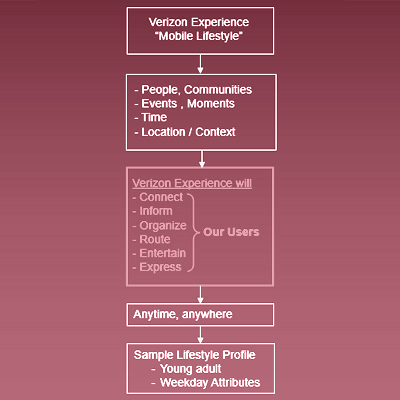 Verizon Experience
“Mobile Lifestyle”
- People, Communities
- Events , Moments
- Time
- Location / Context
Verizon Experience will
- Connect
- Inform
- Organize
- Route
- Entertain
- Express
Our Users
Anytime, anywhere
Sample Lifestyle Profile
- Young adult
- Weekday Attributes